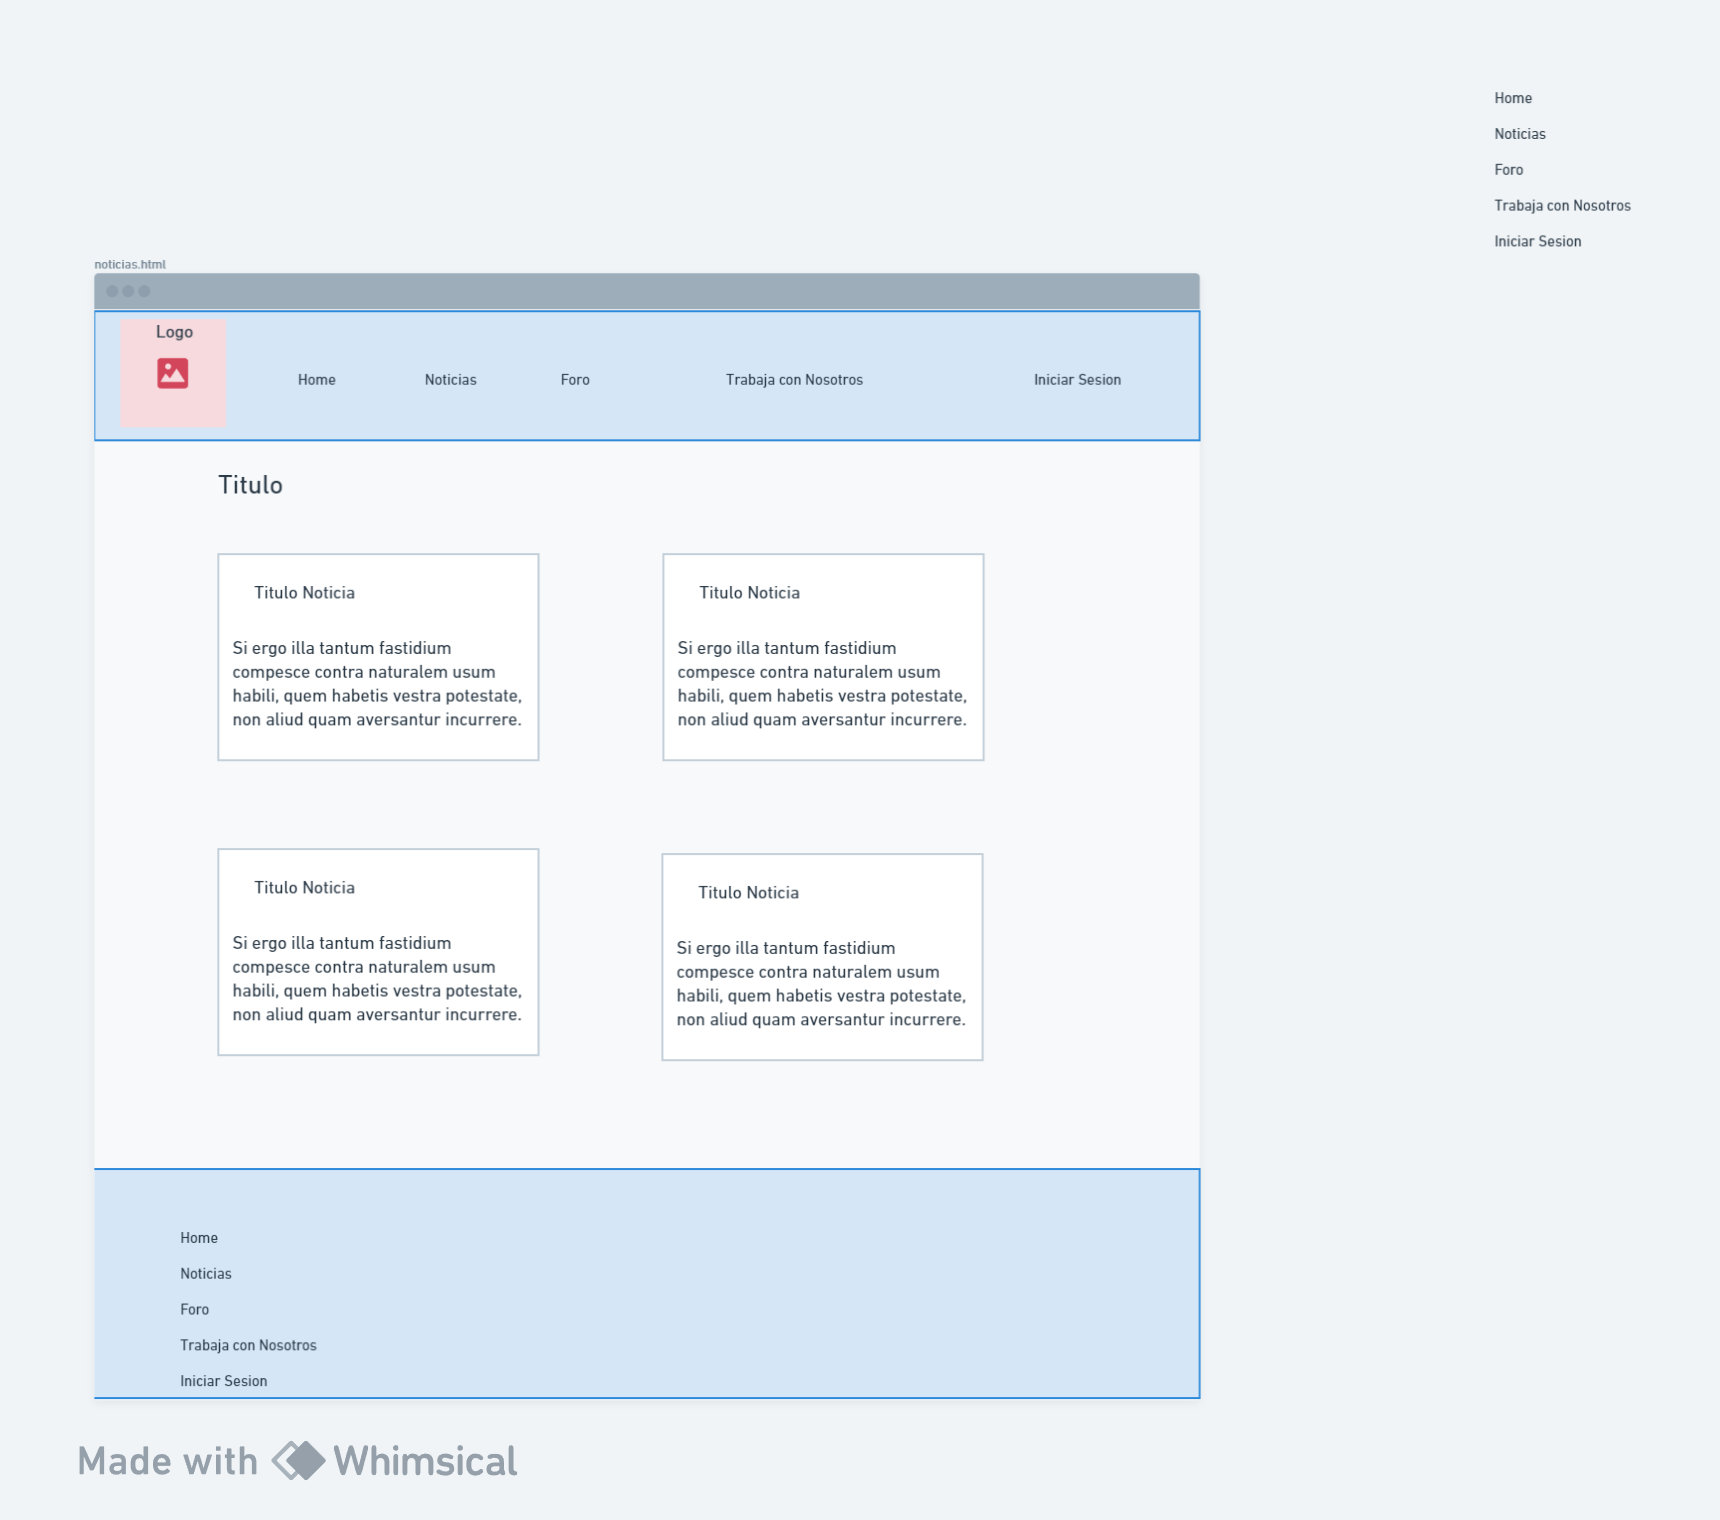 Home
Noticias
Foro
Trabaja con Nosotros
Iniciar Sesion
noticias.html
Logo
Home
Noticias
Foro
Trabaja con Nosotros
Iniciar Sesion
Titulo
Titulo Noticia
Si ergo illa tantum fastidium
compesce contra naturalem usum
habili, quem habetis vestra potestate,
non aliud quam aversantur incurrere.
Titulo Noticia
Si ergo illa tantum fastidium
compesce contra naturalem usum
habili, quem habetis vestra potestate,
non aliud quam aversantur incurrere.
Titulo Noticia
Si ergo illa tantum fastidium
compesce contra naturalem usum
habili, quem habetis vestra potestate,
non aliud quam aversantur incurrere.
Titulo Noticia
Si ergo illa tantum fastidium
compesce contra naturalem usum
habili, quem habetis vestra potestate,
non aliud quam aversantur incurrere.
Home
Noticias
Foro
Trabaja con Nosotros
Iniciar Sesion
Made with Whimsical